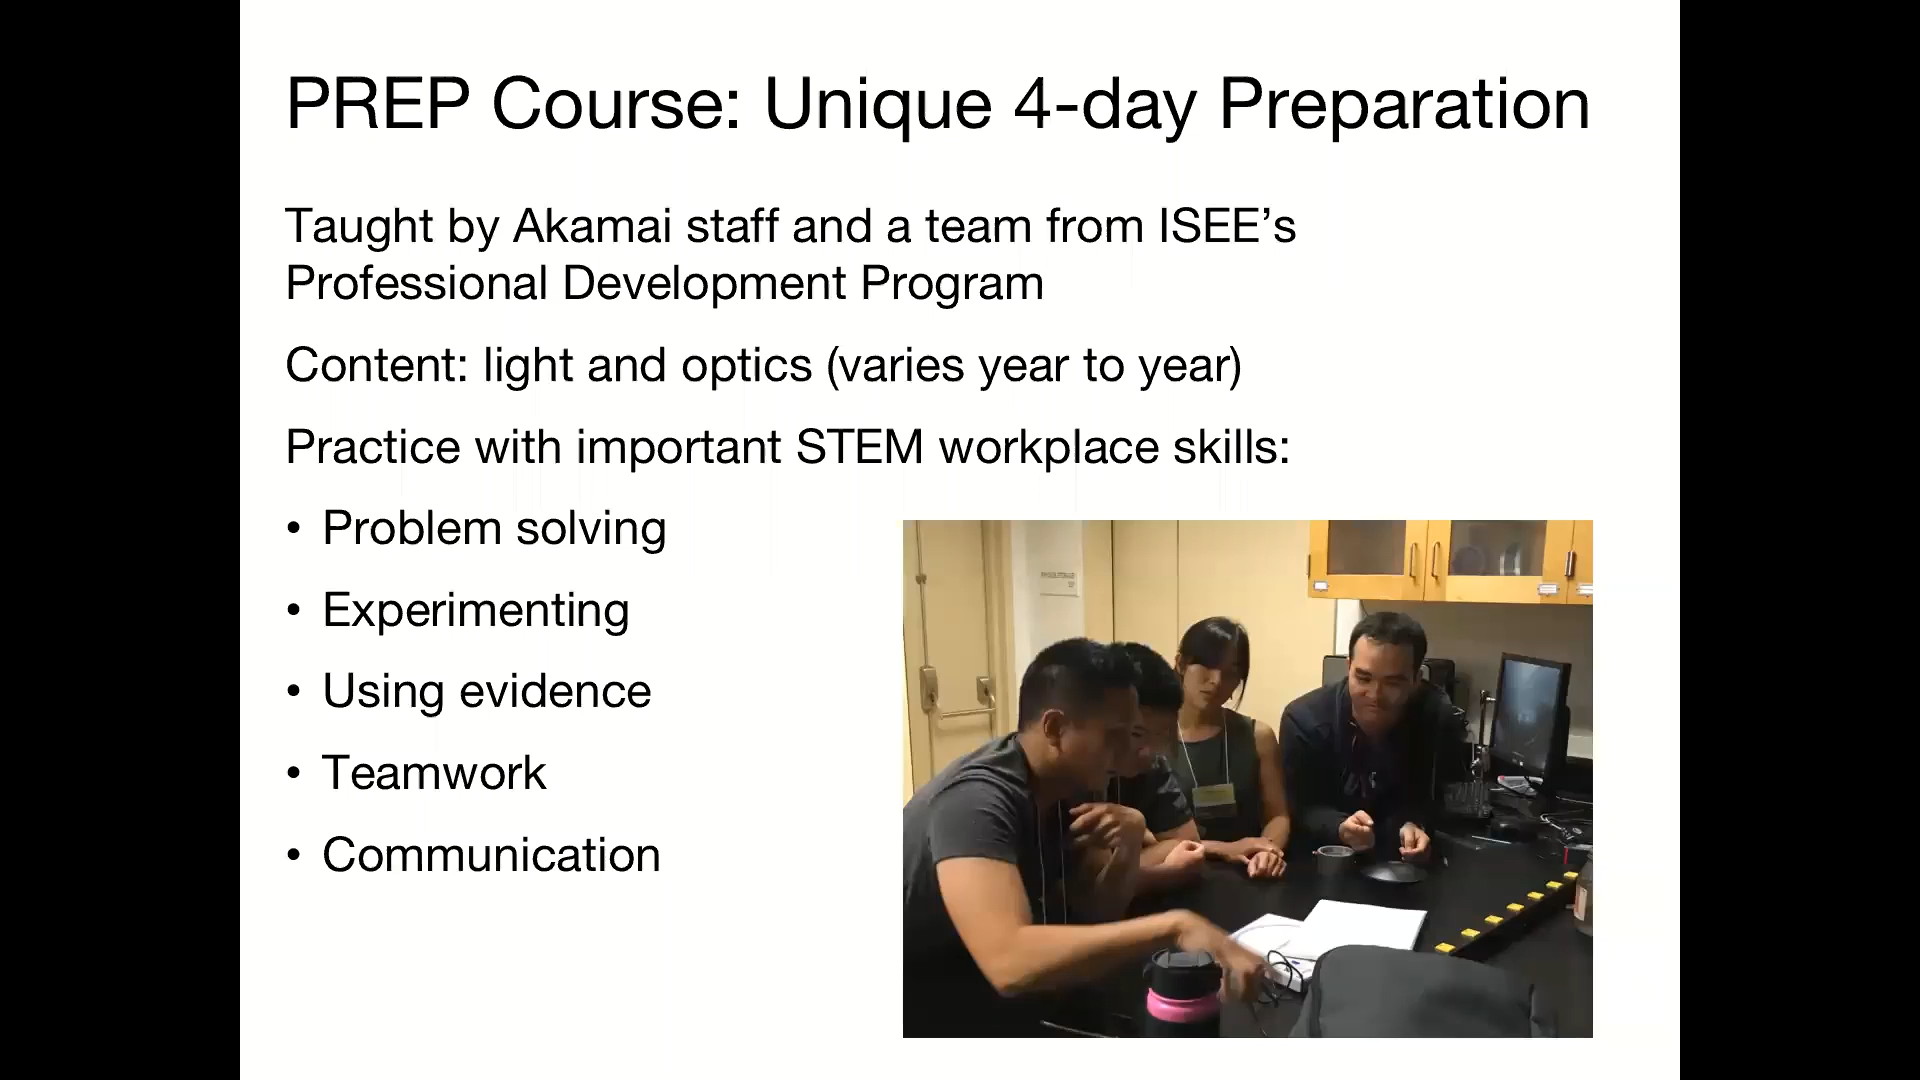 PREP Course: Unique 4-day Preparation
Taught by Akamai staff and a team from ISEE’s
Professional Development Program
Content: light and optics (varies year to year)
Practice with important STEM workplace skills:
• Problem solving
• Experimenting
• Using evidence
• Teamwork
• Communication